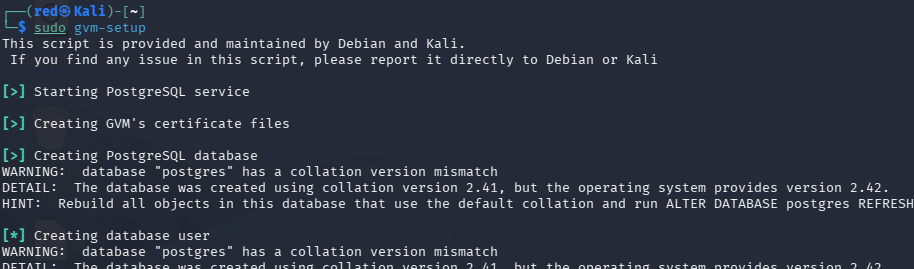 ┌──(red㉿Kali)-[~]
└─$ sudo gvm-setup
This script is provided and maintained by Debian and Kali.
If you find any issue in this script, please report it directly to Debian or Kali
[>] Starting PostgreSQL service
[>] Creating GVM's certificate files
[>] Creating PostgreSQL database
WARNING:  database "postgres" has a collation version mismatch
DETAIL:  The database was created using collation version 2.41, but the operating system provides version 2.42.
HINT:  Rebuild all objects in this database that use the default collation and run ALTER DATABASE postgres REFRESH
[*] Creating database user
WARNING:  database "postgres" has a collation version mismatch
DETAIL:  The database was created using collation version 2.41, but the operating system provides version 2.42.